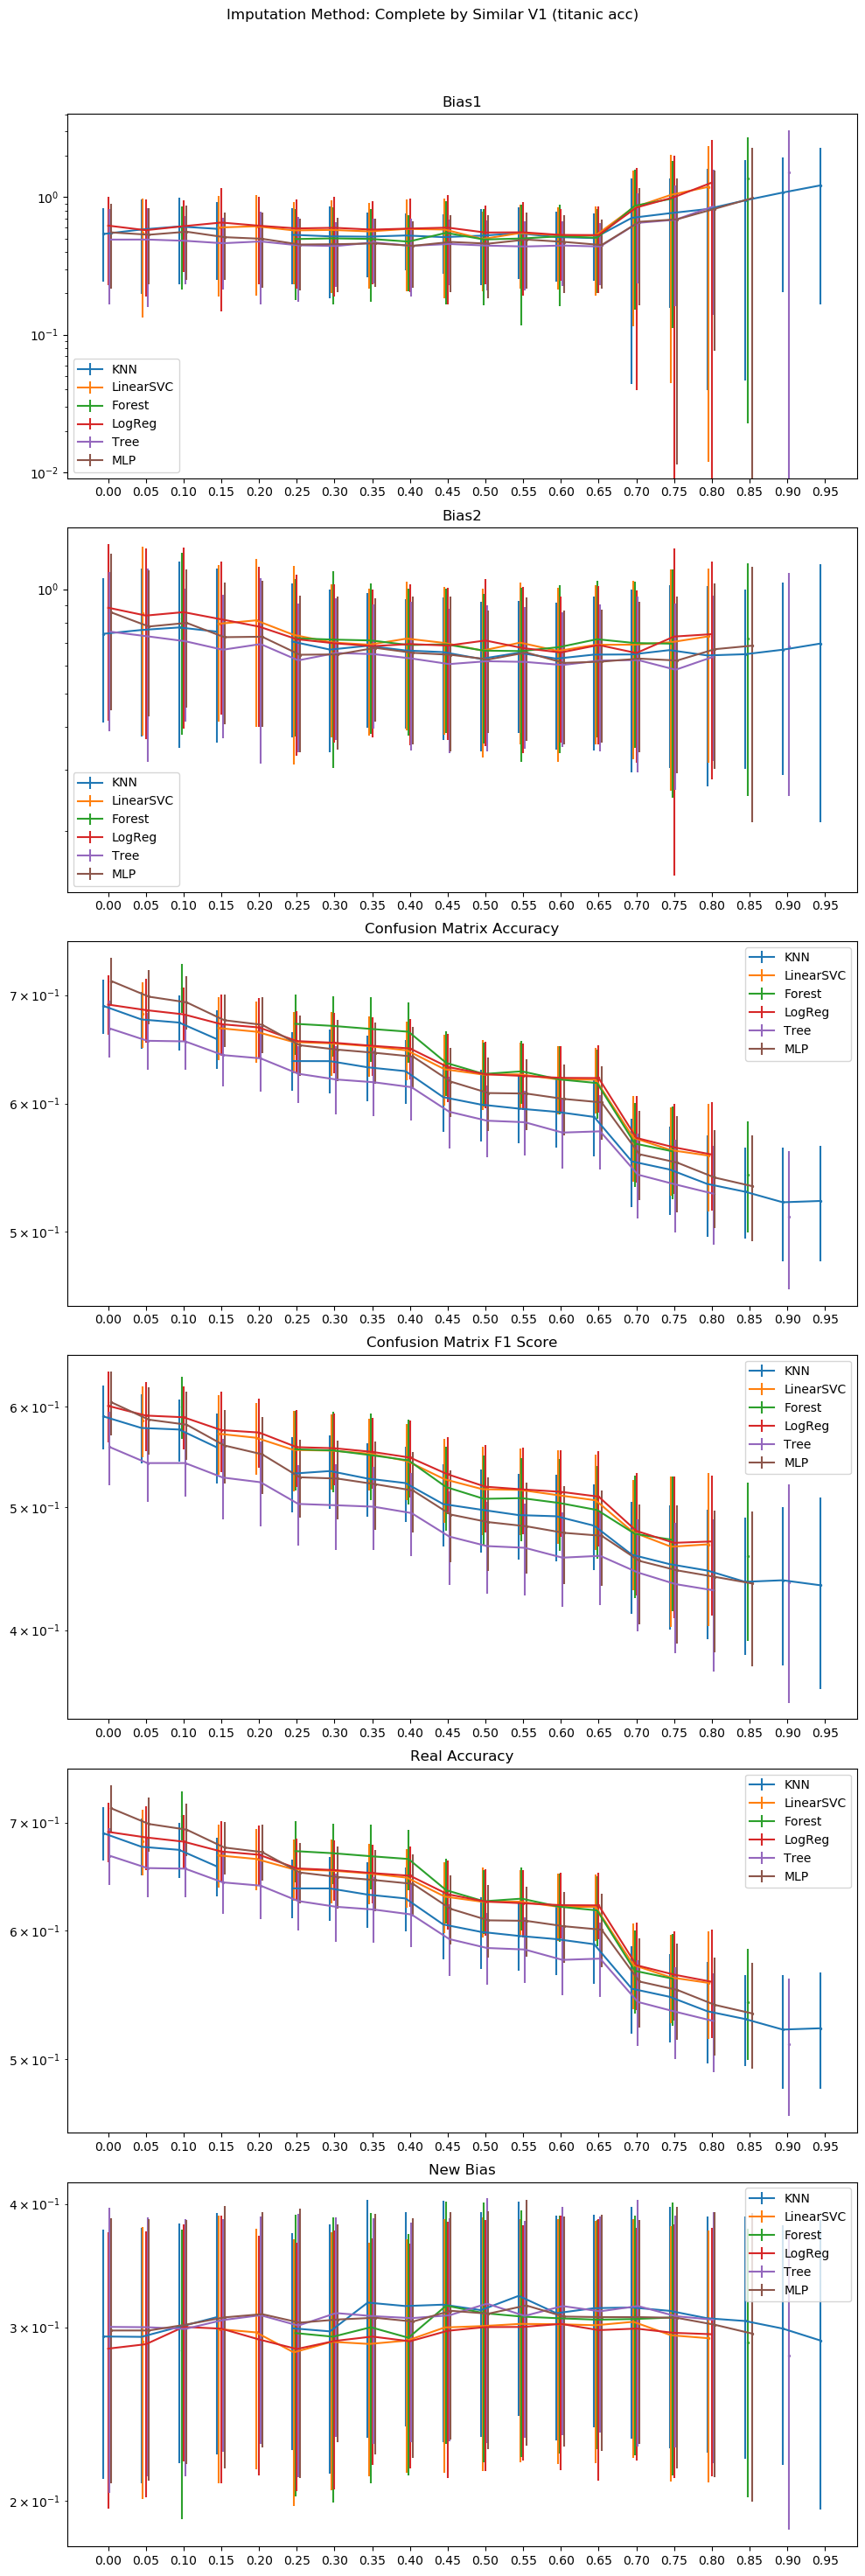 Imputation Method: Complete by Similar V1 (titanic acc)
Bias1
10⁰
10⁻¹
10⁻²
KNN
LinearSVC
Forest
LogReg
Tree
MLP
0.00 0.05 0.10 0.15 0.20 0.25 0.30 0.35 0.40 0.45 0.50 0.55 0.60 0.65 0.70 0.75 0.80 0.85 0.90 0.95
Bias2
10⁰
KNN
LinearSVC
Forest
LogReg
Tree
MLP
0.00 0.05 0.10 0.15 0.20 0.25 0.30 0.35 0.40 0.45 0.50 0.55 0.60 0.65 0.70 0.75 0.80 0.85 0.90 0.95
Confusion Matrix Accuracy
7 × 10⁻¹
6 × 10⁻¹
5 × 10⁻¹
KNN
LinearSVC
Forest
LogReg
Tree
MLP
0.00 0.05 0.10 0.15 0.20 0.25 0.30 0.35 0.40 0.45 0.50 0.55 0.60 0.65 0.70 0.75 0.80 0.85 0.90 0.95
Confusion Matrix F1 Score
6 × 10⁻¹
5 × 10⁻¹
4 × 10⁻¹
KNN
LinearSVC
Forest
LogReg
Tree
MLP
0.00 0.05 0.10 0.15 0.20 0.25 0.30 0.35 0.40 0.45 0.50 0.55 0.60 0.65 0.70 0.75 0.80 0.85 0.90 0.95
Real Accuracy
7 × 10⁻¹
6 × 10⁻¹
5 × 10⁻¹
KNN
LinearSVC
Forest
LogReg
Tree
MLP
0.00 0.05 0.10 0.15 0.20 0.25 0.30 0.35 0.40 0.45 0.50 0.55 0.60 0.65 0.70 0.75 0.80 0.85 0.90 0.95
New Bias
4 × 10⁻¹
3 × 10⁻¹
2 × 10⁻¹
KNN
LinearSVC
Forest
LogReg
Tree
MLP
0.00 0.05 0.10 0.15 0.20 0.25 0.30 0.35 0.40 0.45 0.50 0.55 0.60 0.65 0.70 0.75 0.80 0.85 0.90 0.95